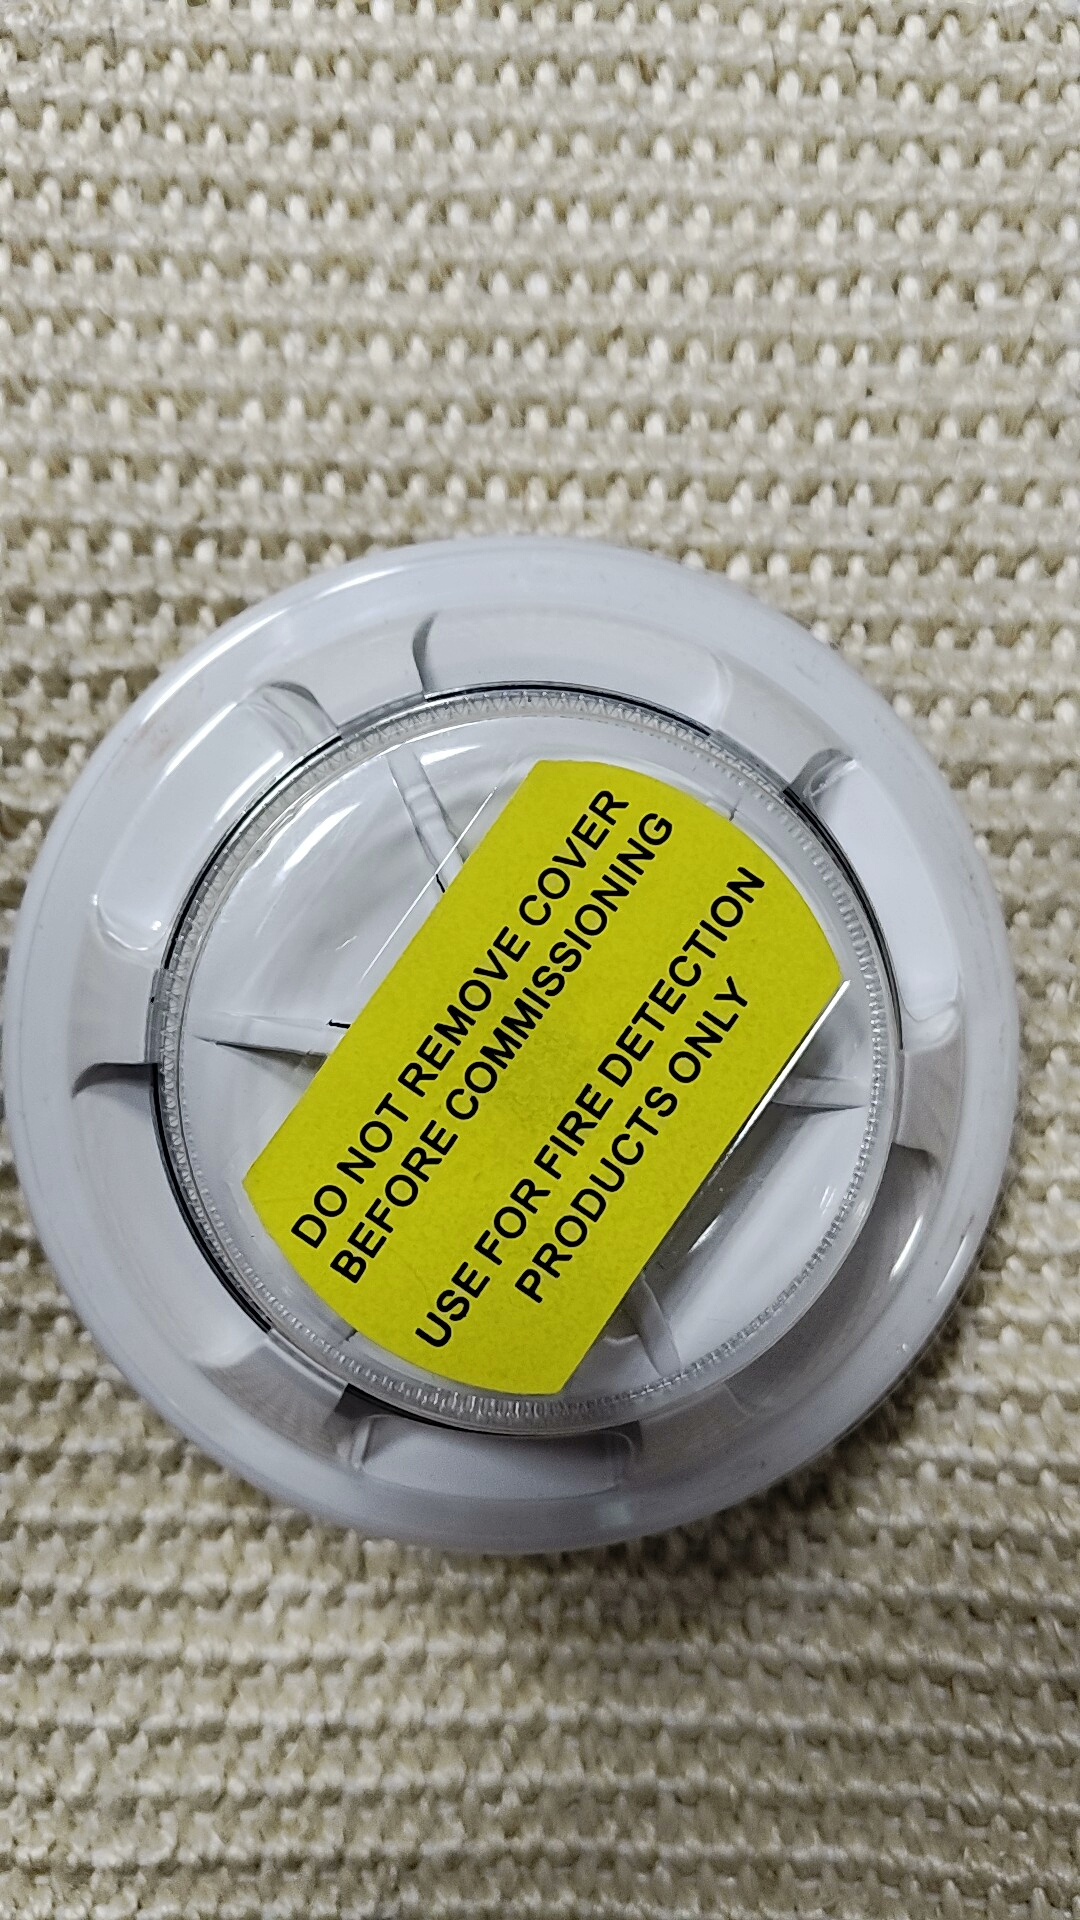 DO NOT REMOVE COVER
BEFORE COMMISSIONING
USE FOR FIRE DETECTION
PRODUCTS ONLY